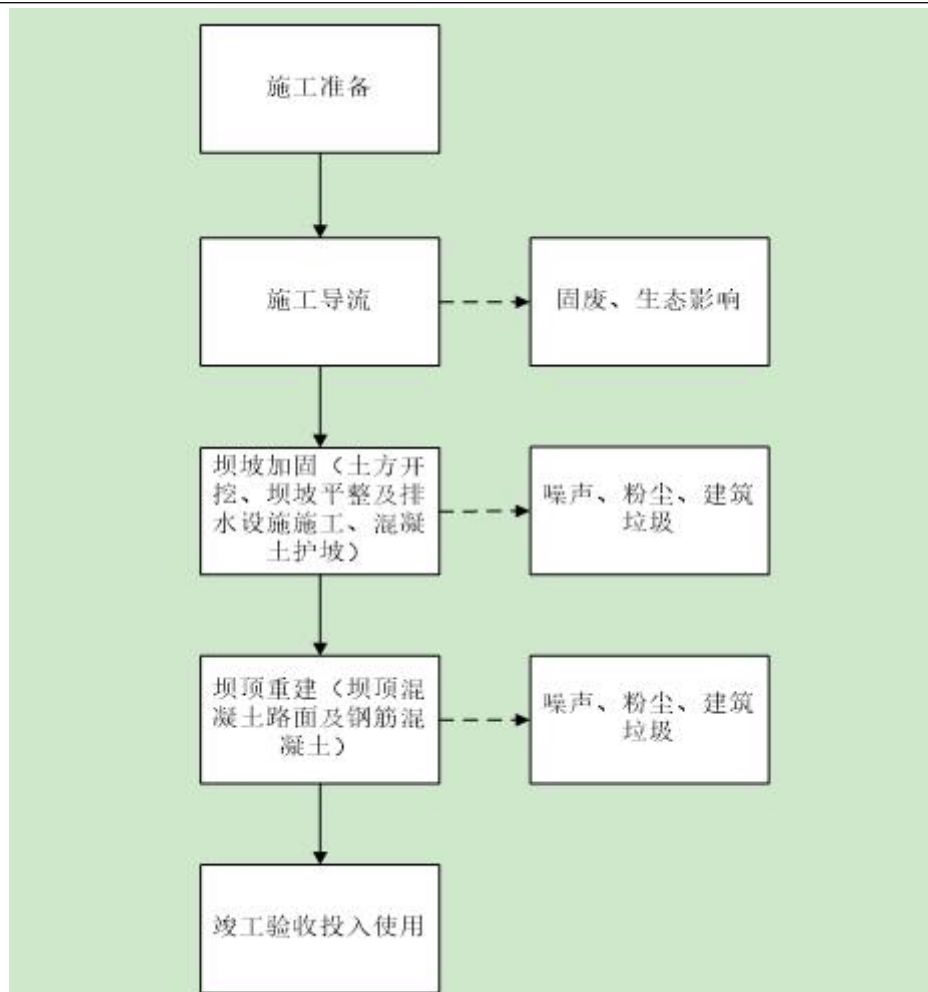 施工准备
施工导流
固废、生态影响
坝坡加固（土方开
挖、坝坡平整及排
水设施施工、混凝
土护坡）
噪声、粉尘、建筑
垃圾
坝顶重建（坝顶混
凝土路面及钢筋混
凝土）
噪声、粉尘、建筑
垃圾
竣工验收投入使用